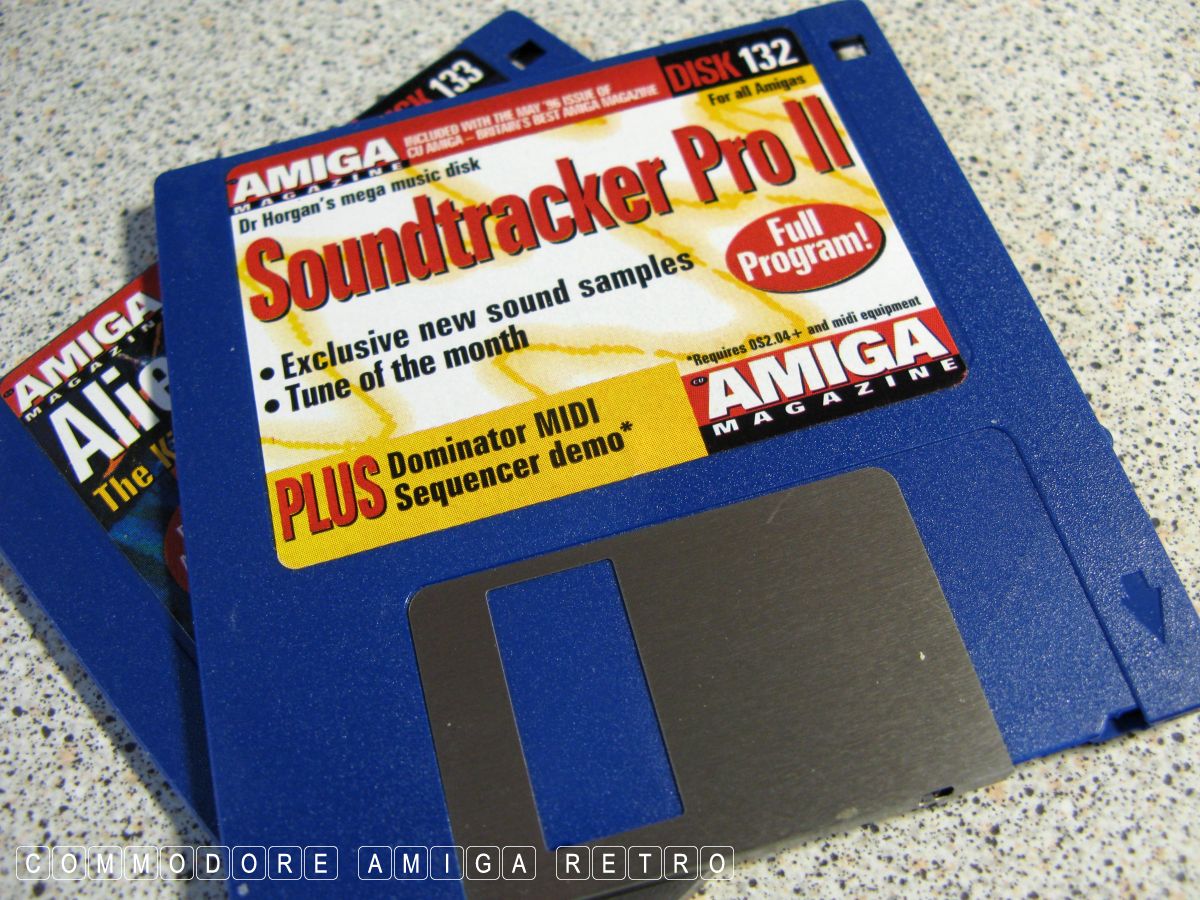 DISK 132
INCLUDED WITH THE MAY '96 ISSUE OF
CU AMIGA – BRITAIN'S BEST AMIGA MAGAZINE
For all Amigas
AMIGA
MAGAZINE
Dr Horgan's mega music disk
Soundtracker Pro II
Full
Program!
• Exclusive new sound samples
• Tune of the month
*Requires OS2.04+ and midi equipment
CU
AMIGA
MAGAZINE
PLUS
Dominator MIDI
Sequencer demo*
133
AMIGA
MAGAZIN
Alie
The K
COMMODORE AMIGA RETRO